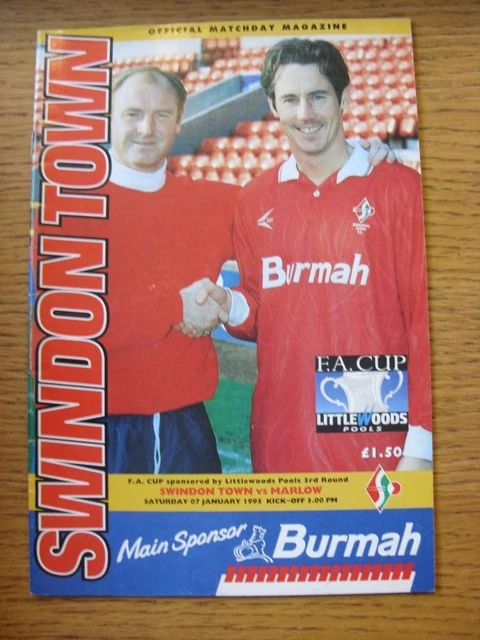 OFFICIAL MATCHDAY MAGAZINE
SWINDON TOWN
Burmah
F.A. CUP
LITTLEWOODS
POOLS
£1.50
F.A. CUP sponsored by Littlewoods Pools 3rd Round
SWINDON TOWN vs MARLOW
SATURDAY 07 JANUARY 1995 KICK-OFF 3.00 PM
Main Sponsor Burmah